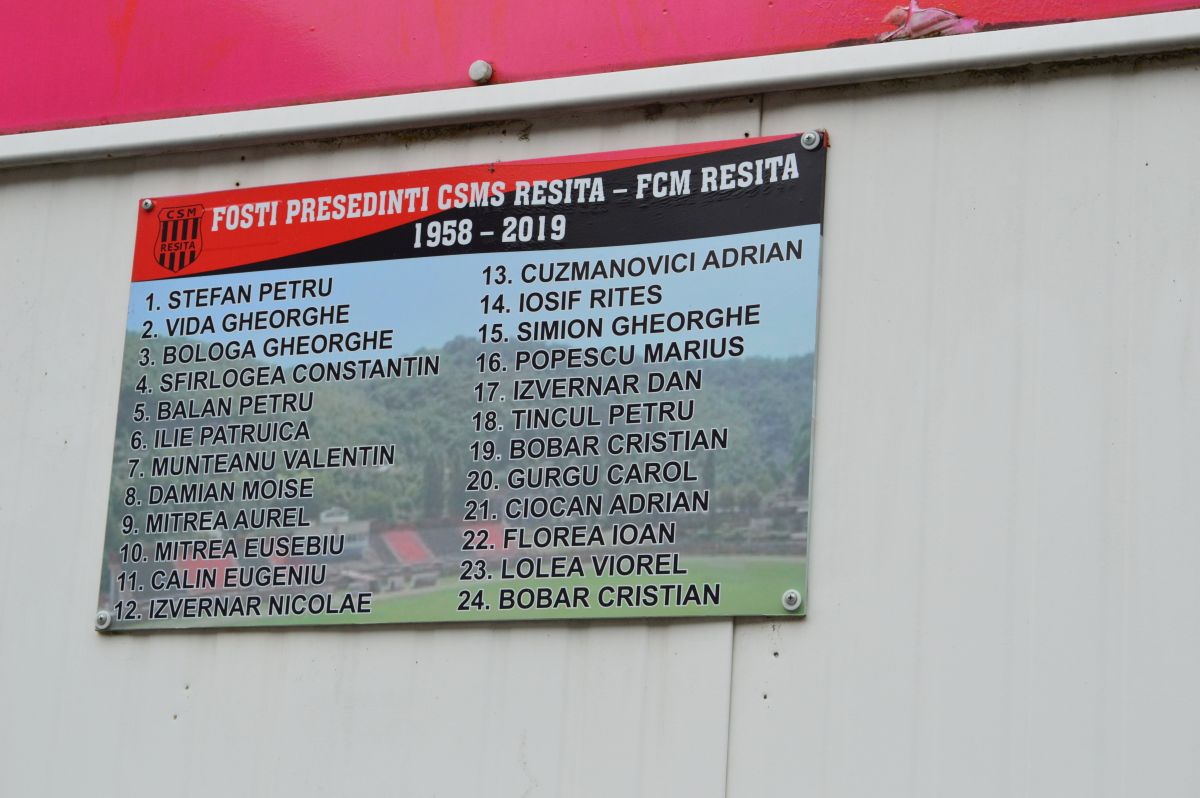 CSM
RESITA
FOSTI PRESEDINTI CSMS RESITA – FCM RESITA
1958 – 2019
1. STEFAN PETRU
2. VIDA GHEORGHE
3. BOLOGA GHEORGHE
4. SFIRLOGEA CONSTANTIN
5. BALAN PETRU
6. ILIE PATRUICA
7. MUNTEANU VALENTIN
8. DAMIAN MOISE
9. MITREA AUREL
10. MITREA EUSEBIU
11. CALIN EUGENIU
12. IZVERNAR NICOLAE
13. CUZMANOVICI ADRIAN
14. IOSIF RITES
15. SIMION GHEORGHE
16. POPESCU MARIUS
17. IZVERNAR DAN
18. TINCUL PETRU
19. BOBAR CRISTIAN
20. GURGU CAROL
21. CIOCAN ADRIAN
22. FLOREA IOAN
23. LOLEA VIOREL
24. BOBAR CRISTIAN